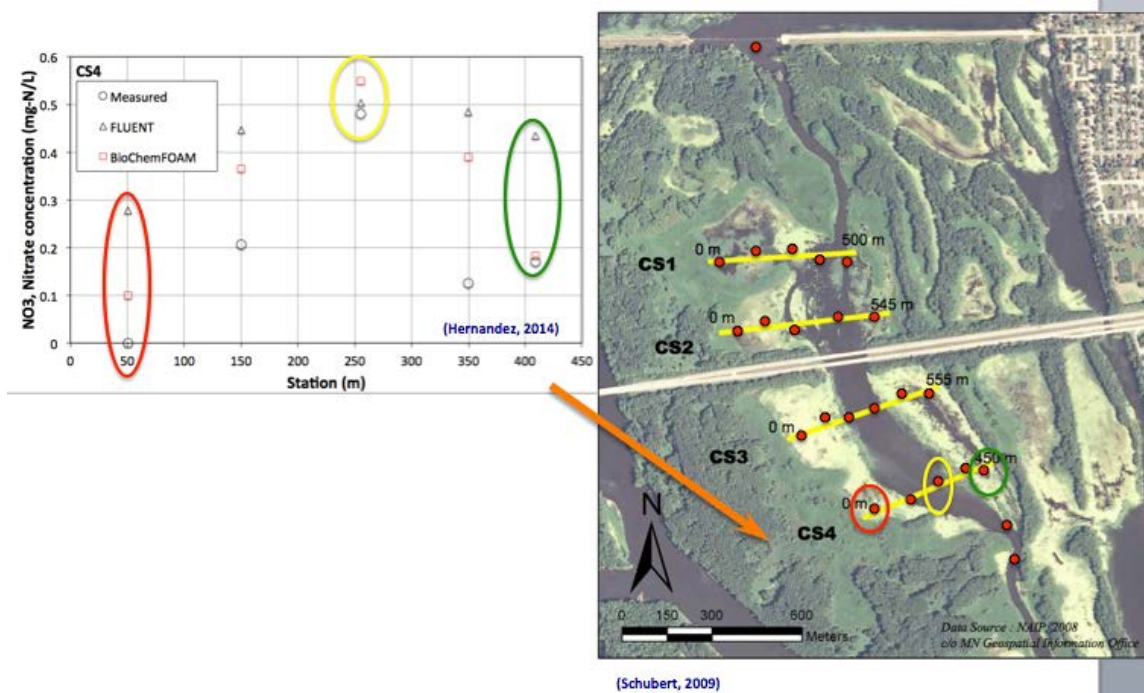 CS4
Measured
FLUENT
BioChemFOAM
NO3, Nitrate concentration (mg-N/L)
0.6
0.5
0.4
0.3
0.2
0.1
0
0 50 100 150 200 250 300 350 400 450
Station (m)
(Hernandez, 2014)
0 m
500 m
CS1
0 m
545 m
CS2
555 m
0 m
CS3
450 m
0 m
CS4
N
0 150 300 600
Meters
Data Source : NAIP, 2008
c/o MN Geospatial Information Office
(Schubert, 2009)